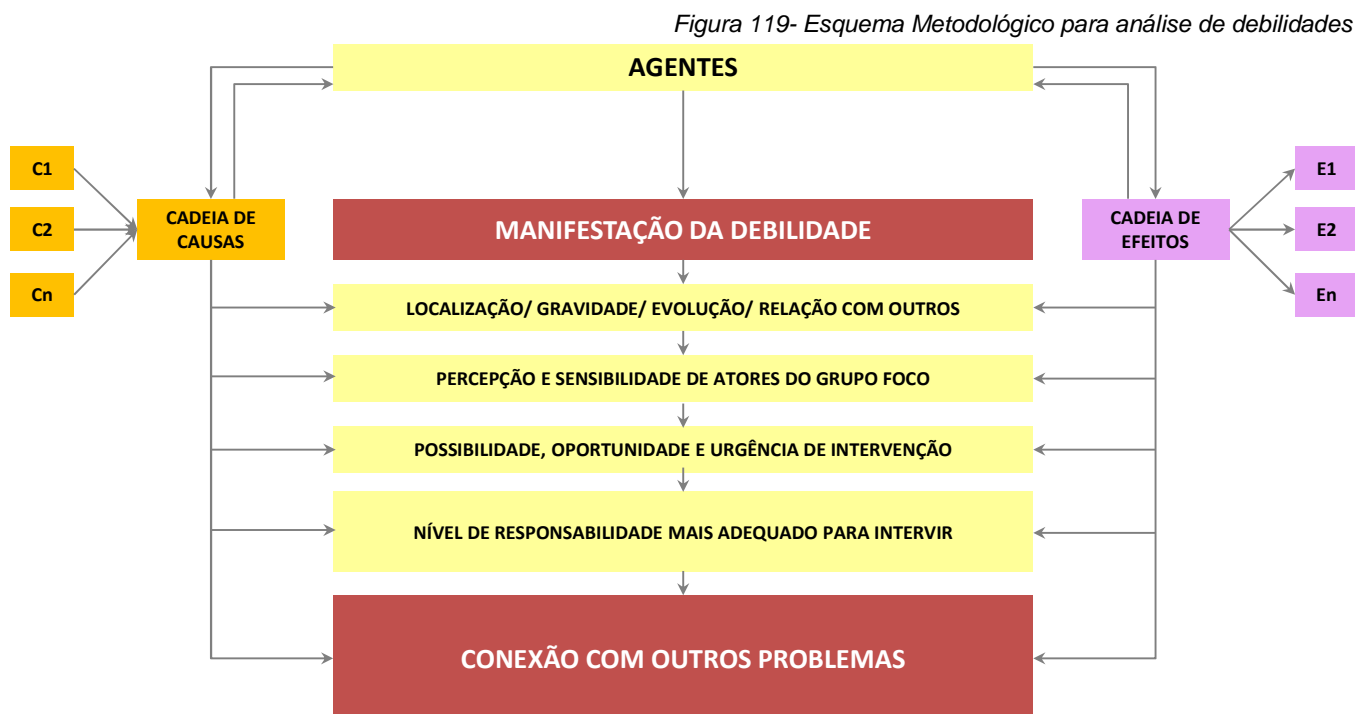 Figura 119- Esquema Metodológico para análise de debilidades
AGENTES
C1
C2
Cn
CADEIA DE
CAUSAS
MANIFESTAÇÃO DA DEBILIDADE
CADEIA DE
EFEITOS
E1
E2
En
LOCALIZAÇÃO/ GRAVIDADE/ EVOLUÇÃO/ RELAÇÃO COM OUTROS
PERCEPÇÃO E SENSIBILIDADE DE ATORES DO GRUPO FOCO
POSSIBILIDADE, OPORTUNIDADE E URGÊNCIA DE INTERVENÇÃO
NÍVEL DE RESPONSABILIDADE MAIS ADEQUADO PARA INTERVIR
CONEXÃO COM OUTROS PROBLEMAS